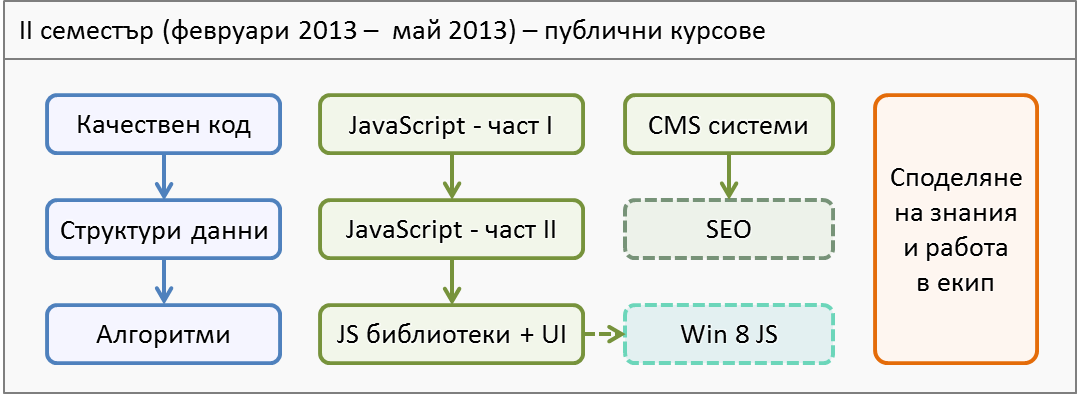 II семестър (февруари 2013 – май 2013) – публични курсове
Качествен код
Структури данни
Алгоритми
JavaScript - част I
JavaScript - част II
JS библиотеки + UI
CMS системи
SEO
Win 8 JS
Споделяне
на знания
и работа
в екип